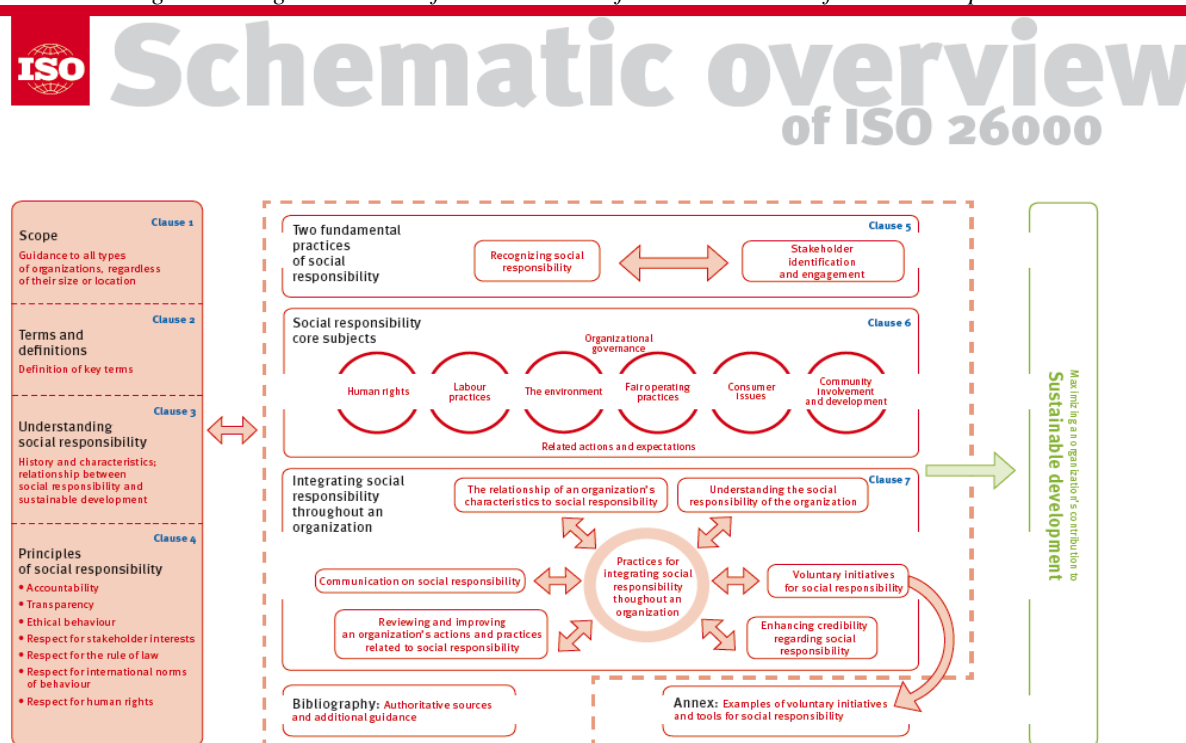 ISO
Schematic overview
of ISO 26000
Clause 1
Scope
Guidance to all types
of organizations, regardless
of their size or location
Clause 2
Terms and
definitions
Definition of key terms
Clause 3
Understanding
social responsibility
History and characteristics;
relationship between
social responsibility and
sustainable development
Clause 4
Principles
of social responsibility
• Accountability
• Transparency
• Ethical behaviour
• Respect for stakeholder interests
• Respect for the rule of law
• Respect for international norms
of behaviour
• Respect for human rights
Two fundamental
practices
of social
responsibility
Clause 5
Recognizing social
responsibility
Stakeholder
identification
and engagement
Social responsibility
core subjects
Clause 6
Organizational
governance
Human rights
Labour
practices
The environment
Fair operating
practices
Consumer
issues
Community
involvement
and development
Related actions and expectations
Integrating social
responsibility
throughout an
organization
Clause 7
The relationship of an organization's
characteristics to social responsibility
Understanding the social
responsibility of the organization
Practices for
integrating social
responsibility
thoughout an
organization
Communication on social responsibility
Voluntary initiatives
for social responsibility
Reviewing and improving
an organization's actions and practices
related to social responsibility
Enhancing credibility
regarding social
responsibility
Bibliography: Authoritative sources
and additional guidance
Annex: Examples of voluntary initiatives
and tools for social responsibility
Maximizing an organization's contribution to
Sustainable development